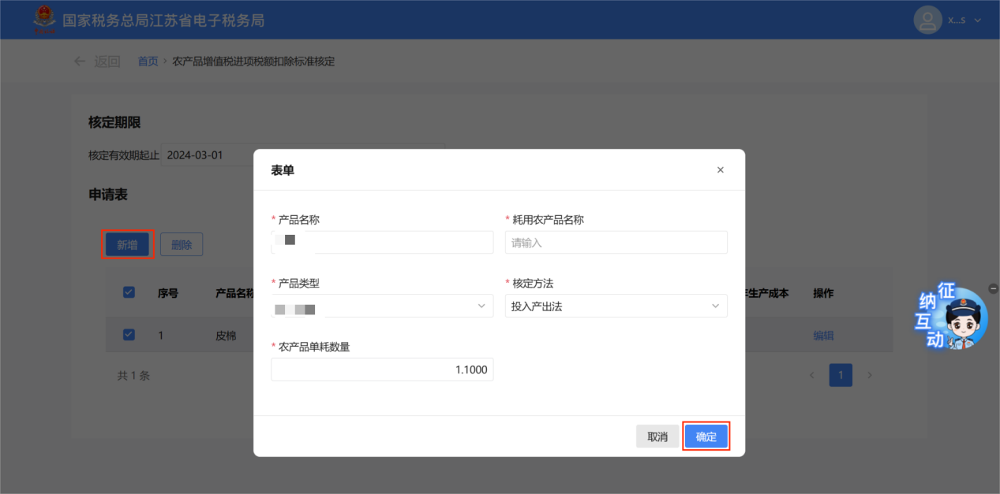 国家税务总局江苏省电子税务局
x...s
返回 首页 › 农产品增值税进项税额扣除标准核定
核定期限
核定有效期起止 2024-03-01
申请表
新增 删除
序号 产品名称 生产成本 操作
1 皮棉 编辑
共 1 条 < 1 >
表单 ×
* 产品名称 * 耗用农产品名称
请输入
* 产品类型 * 核定方法
投入产出法
* 农产品单耗数量
1.1000
取消 确定
征纳互动